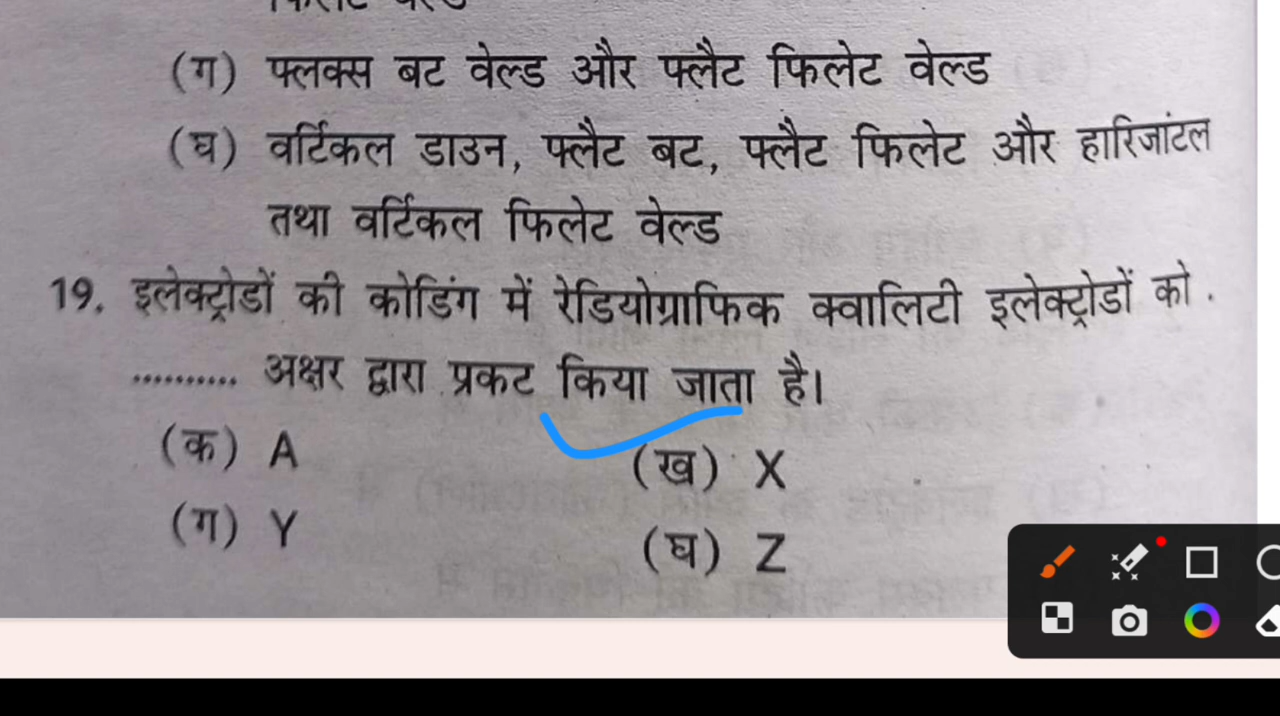 (ग) फ्लक्स बट वेल्ड और फ्लैट फिलेट वेल्ड
(घ) वर्टिकल डाउन, फ्लैट बट, फ्लैट फिलेट और हारिजांटल
तथा वर्टिकल फिलेट वेल्ड
19. इलेक्ट्रोडों की कोडिंग में रेडियोग्राफिक क्वालिटी इलेक्ट्रोडों को .
.......... अक्षर द्वारा प्रकट किया जाता है।
(क) A (ख) X
(ग) Y (घ) Z